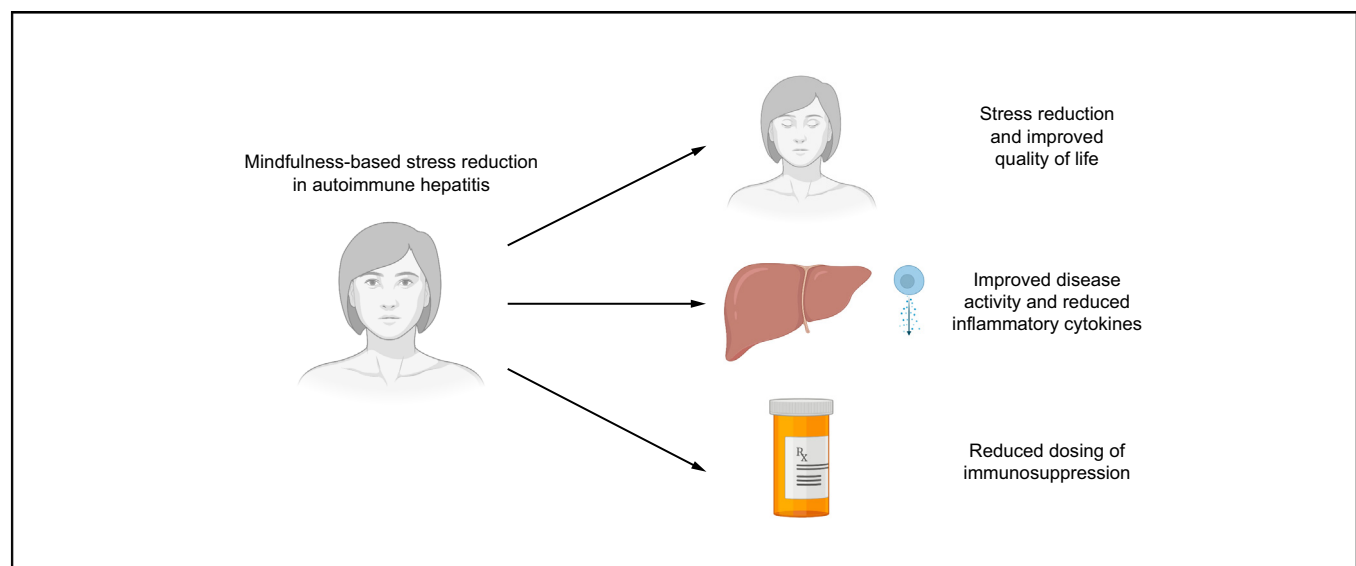 Mindfulness-based stress reduction
in autoimmune hepatitis
Stress reduction
and improved
quality of life
Improved disease
activity and reduced
inflammatory cytokines
Rx
Reduced dosing of
immunosuppression